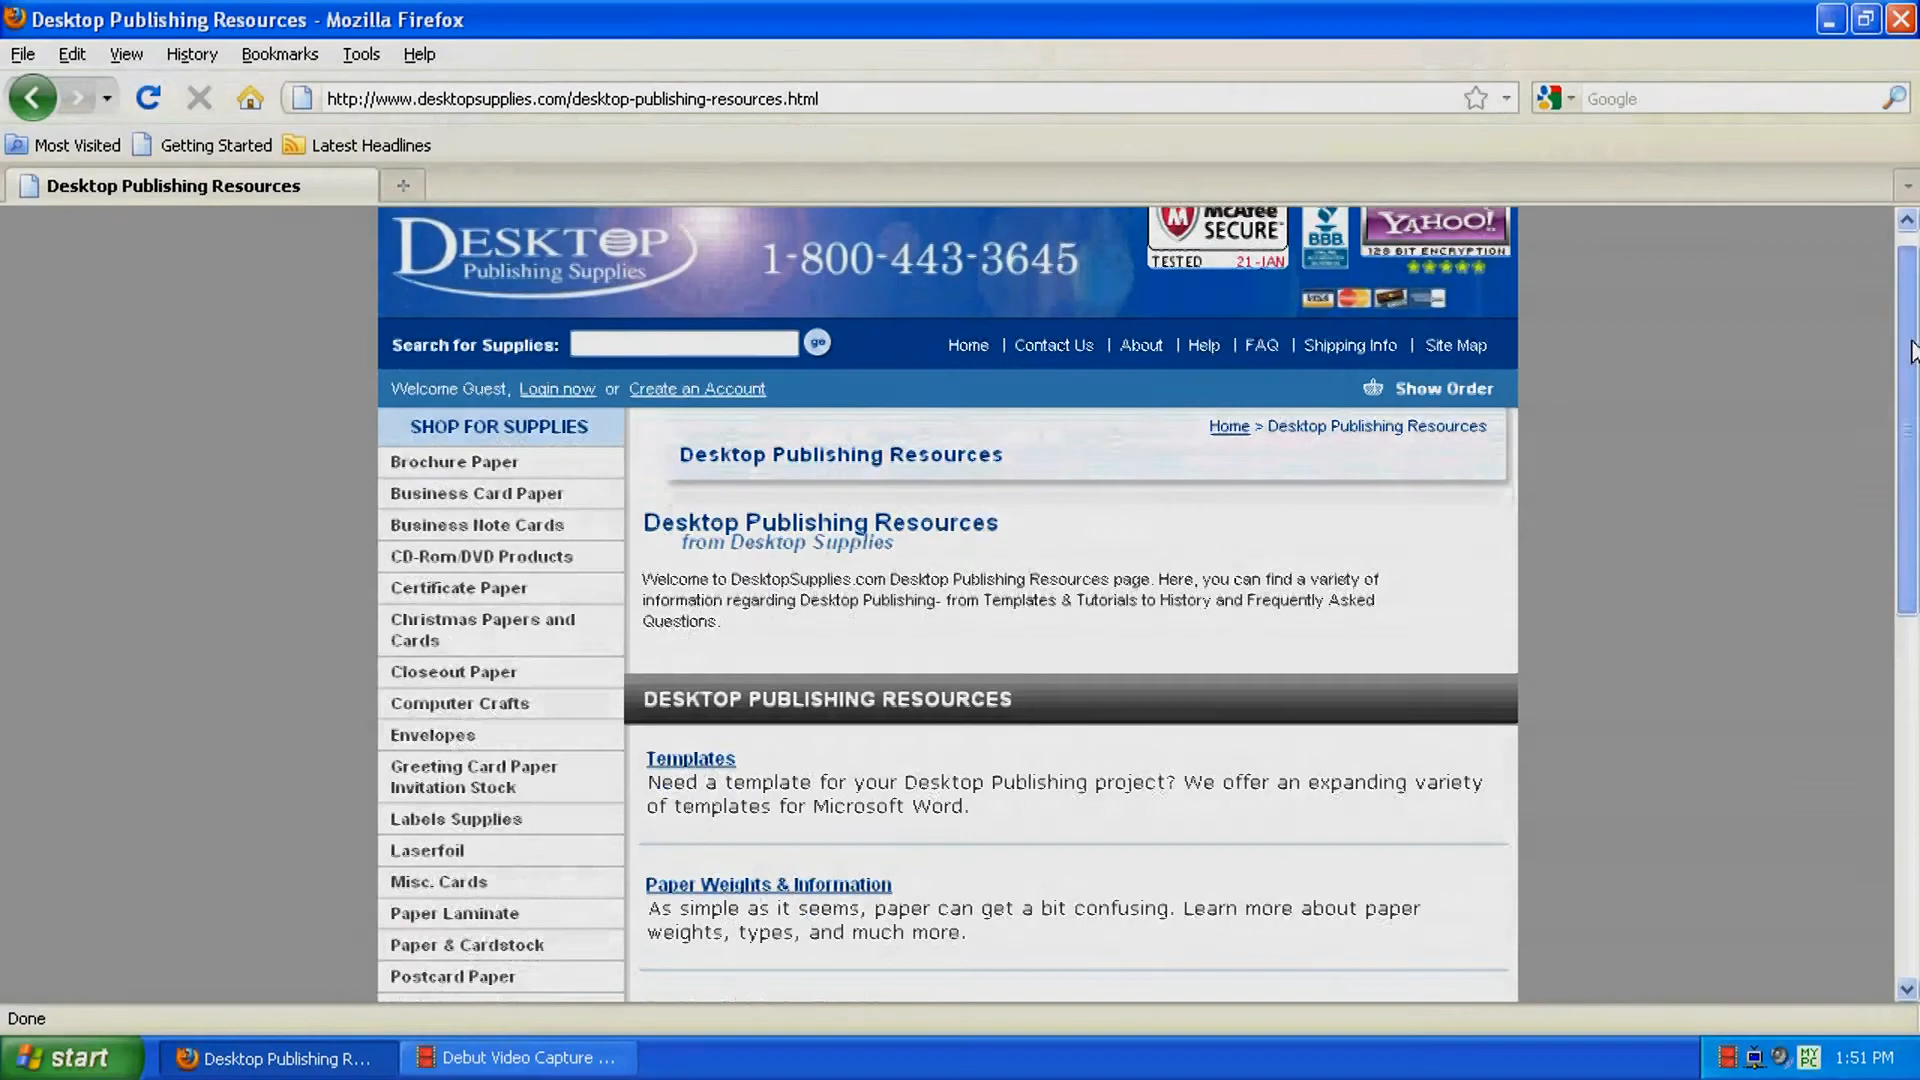 Desktop Publishing Resources - Mozilla Firefox
File Edit View History Bookmarks Tools Help
http://www.desktopsupplies.com/desktop-publishing-resources.html
Google
Most Visited Getting Started Latest Headlines
Desktop Publishing Resources
DESKTOP
Publishing Supplies
1-800-443-3645
McAfee
SECURE
TESTED 21-JAN
BBB
YAHOO!
128 BIT ENCRYPTION
VISA
Search for Supplies:
go
Home | Contact Us | About | Help | FAQ | Shipping Info | Site Map
Welcome Guest, Login now or Create an Account
Show Order
SHOP FOR SUPPLIES
Brochure Paper
Business Card Paper
Business Note Cards
CD-Rom/DVD Products
Certificate Paper
Christmas Papers and
Cards
Closeout Paper
Computer Crafts
Envelopes
Greeting Card Paper
Invitation Stock
Labels Supplies
Laserfoil
Misc. Cards
Paper Laminate
Paper & Cardstock
Postcard Paper
Home > Desktop Publishing Resources
Desktop Publishing Resources
Desktop Publishing Resources
from Desktop Supplies
Welcome to DesktopSupplies.com Desktop Publishing Resources page. Here, you can find a variety of
information regarding Desktop Publishing- from Templates & Tutorials to History and Frequently Asked
Questions.
DESKTOP PUBLISHING RESOURCES
Templates
Need a template for your Desktop Publishing project? We offer an expanding variety
of templates for Microsoft Word.
Paper Weights & Information
As simple as it seems, paper can get a bit confusing. Learn more about paper
weights, types, and much more.
Done
start
Desktop Publishing R...
Debut Video Capture ...
MY
PC
1:51 PM